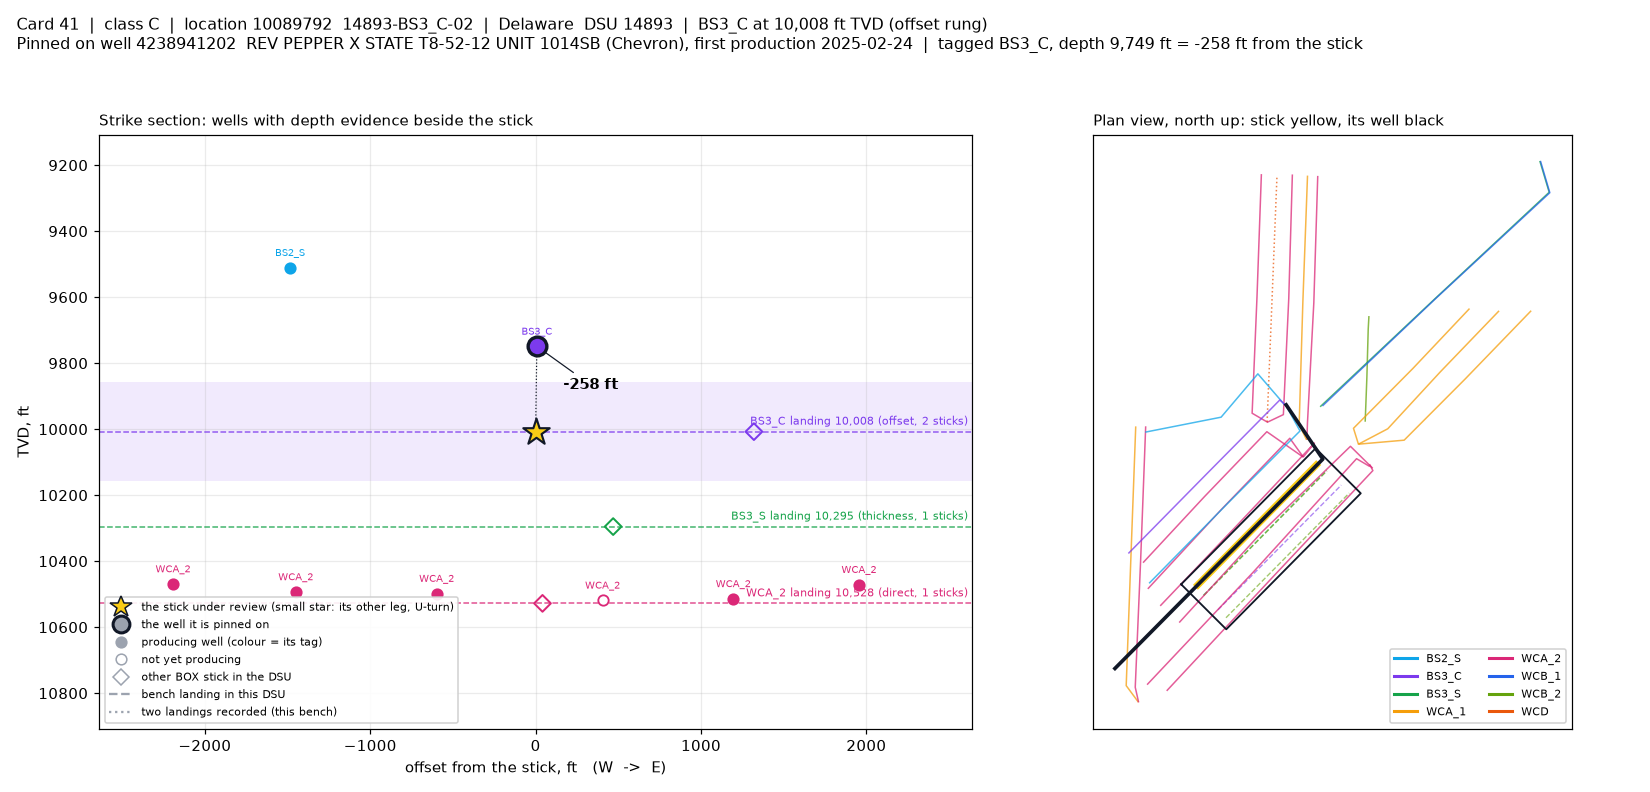 Card 41 | class C | location 10089792 14893-BS3_C-02 | Delaware DSU 14893 | BS3_C at 10,008 ft TVD (offset rung)
Pinned on well 4238941202 REV PEPPER X STATE T8-52-12 UNIT 1014SB (Chevron), first production 2025-02-24 | tagged BS3_C, depth 9,749 ft = -258 ft from the stick
Strike section: wells with depth evidence beside the stick
TVD, ft
9200
9400
9600
9800
10000
10200
10400
10600
10800
BS2_S
BS3_C
-258 ft
BS3_C landing 10,008 (offset, 2 sticks)
BS3_S landing 10,295 (thickness, 1 sticks)
WCA_2
WCA_2
WCA_2
WCA_2
WCA_2
WCA_2
WCA_2 landing 10,528 (direct, 1 sticks)
the stick under review (small star: its other leg, U-turn)
the well it is pinned on
producing well (colour = its tag)
not yet producing
other BOX stick in the DSU
bench landing in this DSU
two landings recorded (this bench)
−2000
−1000
0
1000
2000
offset from the stick, ft (W -> E)
Plan view, north up: stick yellow, its well black
BS2_S
BS3_C
BS3_S
WCA_1
WCA_2
WCB_1
WCB_2
WCD